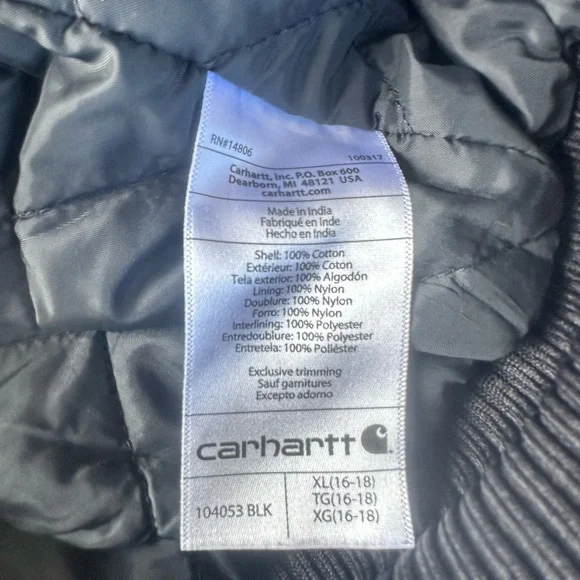 RN#14806
100317
Carhartt, Inc. P.O. Box 600
Dearborn, MI 48121 USA
carhartt.com
Made in India
Fabriqué en Inde
Hecho en India
Shell: 100% Cotton
Extérieur: 100% Coton
Tela exterior: 100% Algodón
Lining: 100% Nylon
Doublure: 100% Nylon
Forro: 100% Nylon
Interlining: 100% Polyester
Entredoublure: 100% Polyester
Entretela: 100% Poliéster
Exclusive trimming
Sauf garnitures
Excepto adorno
carhartt
104053 BLK
XL(16-18)
TG(16-18)
XG(16-18)